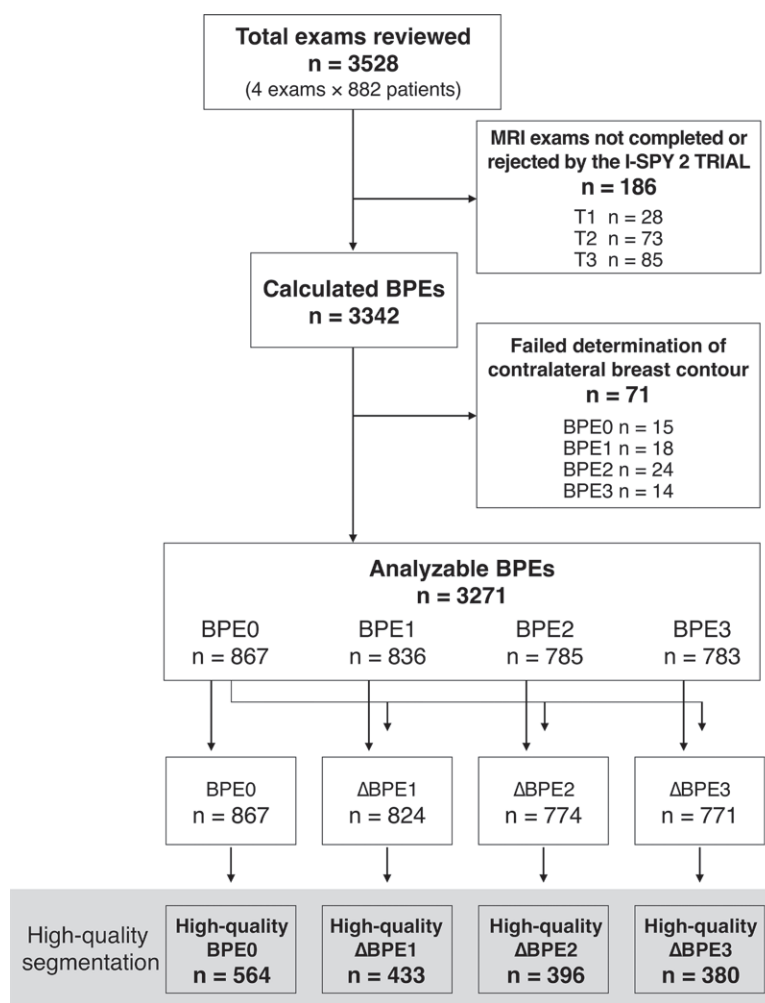 Total exams reviewed
n = 3528
(4 exams × 882 patients)
MRI exams not completed or
rejected by the I-SPY 2 TRIAL
n = 186
T1 n = 28
T2 n = 73
T3 n = 85
Calculated BPEs
n = 3342
Failed determination of
contralateral breast contour
n = 71
BPE0 n = 15
BPE1 n = 18
BPE2 n = 24
BPE3 n = 14
Analyzable BPEs
n = 3271
BPE0 BPE1 BPE2 BPE3
n = 867 n = 836 n = 785 n = 783
BPE0 ΔBPE1 ΔBPE2 ΔBPE3
n = 867 n = 824 n = 774 n = 771
High-quality
segmentation
High-quality
BPE0
n = 564
High-quality
ΔBPE1
n = 433
High-quality
ΔBPE2
n = 396
High-quality
ΔBPE3
n = 380